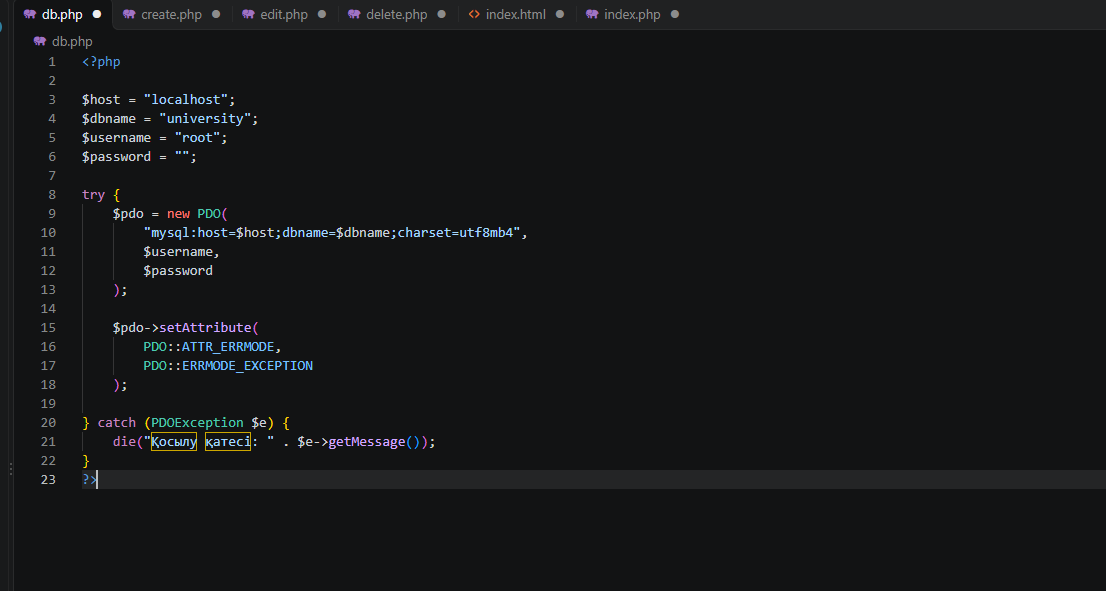 db.php create.php edit.php delete.php index.html index.php
db.php
1 <?php
2
3 $host = "localhost";
4 $dbname = "university";
5 $username = "root";
6 $password = "";
7
8 try {
9 $pdo = new PDO(
10 "mysql:host=$host;dbname=$dbname;charset=utf8mb4",
11 $username,
12 $password
13 );
14
15 $pdo->setAttribute(
16 PDO::ATTR_ERRMODE,
17 PDO::ERRMODE_EXCEPTION
18 );
19
20 } catch (PDOException $e) {
21 die("Қосылу қатесі: " . $e->getMessage());
22 }
23 ?>